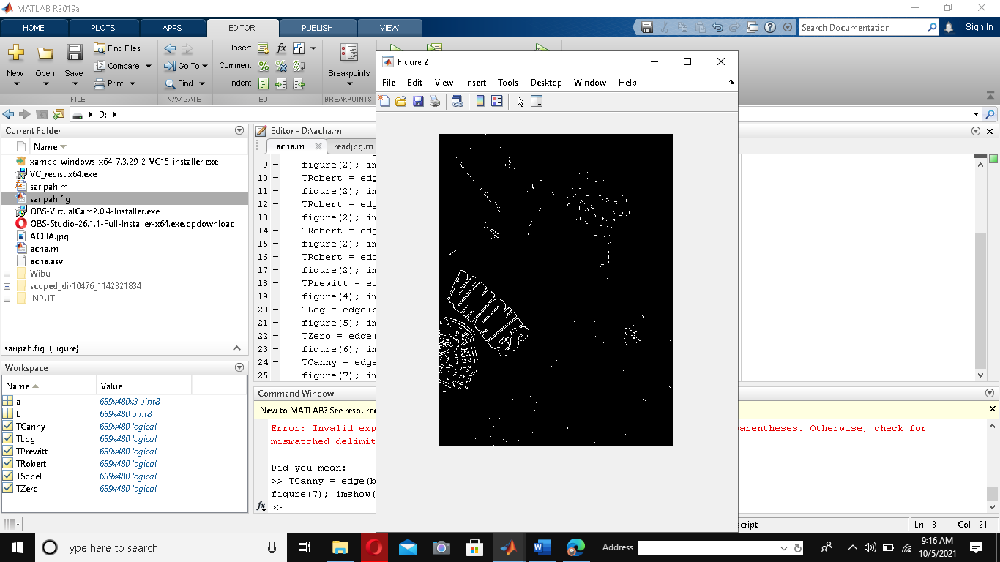 MATLAB R2019a
HOME PLOTS APPS EDITOR PUBLISH VIEW
Search Documentation
Sign In
New Open Save
Find Files
Compare
Print
Go To
Find
Insert
Comment
Indent
Breakpoints
FILE NAVIGATE EDIT BREAKPOINTS
D:
Current Folder
Name
xampp-windows-x64-7.3.29-2-VC15-installer.exe
VC_redist.x64.exe
saripah.m
saripah.fig
OBS-VirtualCam2.0.4-Installer.exe
OBS-Studio-26.1.1-Full-Installer-x64.exe.opdownload
ACHA.jpg
acha.m
acha.asv
Wibu
scoped_dir10476_1142321834
INPUT
saripah.fig (Figure)
Workspace
Name Value
a 639x480x3 uint8
b 639x480 uint8
TCanny 639x480 logical
TLog 639x480 logical
TPrewitt 639x480 logical
TRobert 639x480 logical
TSobel 639x480 logical
TZero 639x480 logical
Editor - D:\acha.m
acha.m readjpg.m
9 figure(2); im
10 TRobert = edg
11 figure(2); im
12 TRobert = edg
13 figure(2); im
14 TRobert = edg
15 figure(2); im
16 TRobert = edg
17 figure(2); im
18 TPrewitt = ed
19 figure(4); im
20 TLog = edge(b
21 figure(5); im
22 TZero = edge(
23 figure(6); im
24 TCanny = edge
25 figure(7); im
Command Window
New to MATLAB? See resourc
Error: Invalid exp
arentheses. Otherwise, check for
mismatched delimit
Did you mean:
>> TCanny = edge(b
figure(7); imshow(
>>
Figure 2
File Edit View Insert Tools Desktop Window Help
script
Ln 3 Col 21
Type here to search
Address
9:16 AM
10/5/2021